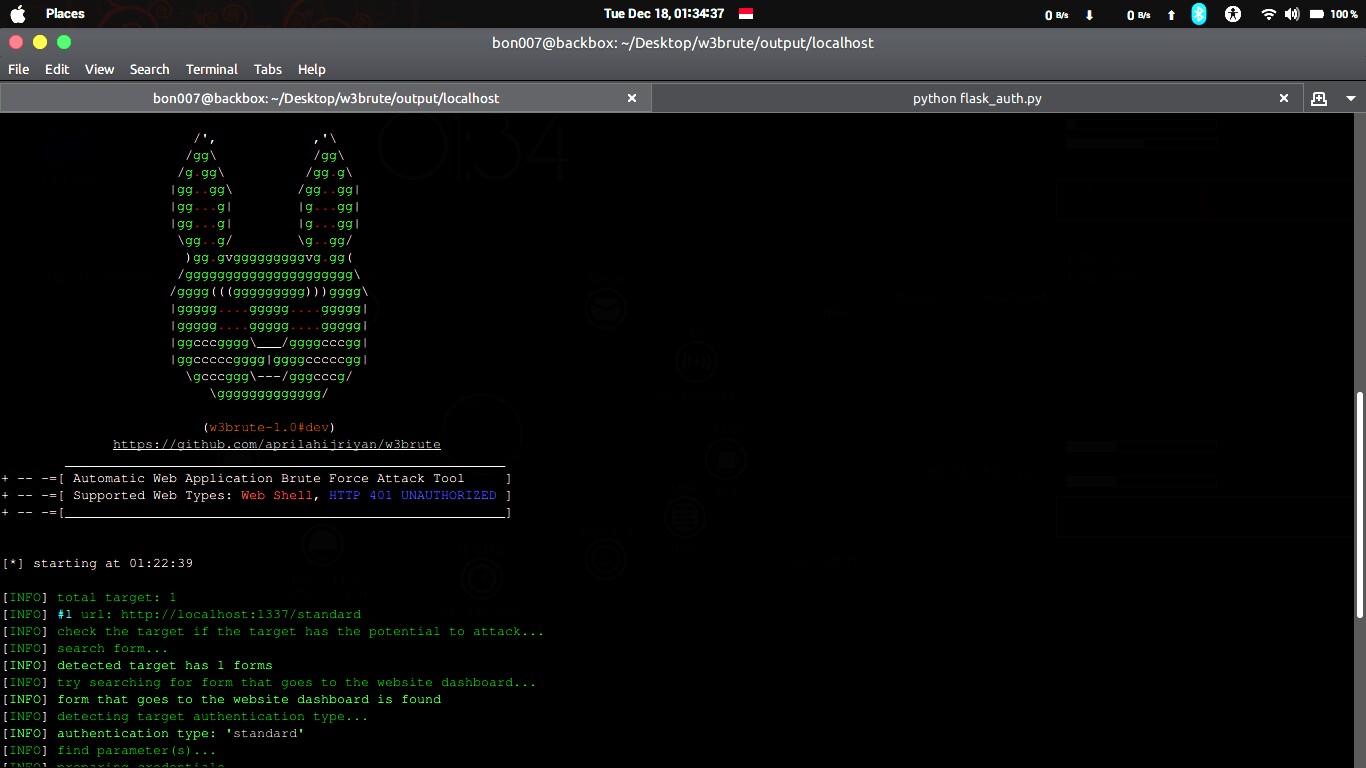 Places
Tue Dec 18, 01:34:37
0 B/s
0 B/s
100 %
bon007@backbox: ~/Desktop/w3brute/output/localhost
File Edit View Search Terminal Tabs Help
bon007@backbox: ~/Desktop/w3brute/output/localhost
python flask_auth.py
/', ,'\
/gg\ /gg\
/g.gg\ /gg.g\
|gg..gg\ /gg..gg|
|gg...g| |g...gg|
|gg...g| |g...gg|
\gg..g/ \g..gg/
)gg.gvgggggggggvg.gg(
/ggggggggggggggggggggg\
/gggg(((ggggggggg)))gggg\
|ggggg....ggggg....ggggg|
|ggggg....ggggg....ggggg|
|ggcccgggg\___/ggggcccgg|
|ggcccccgggg|ggggcccccgg|
\gcccggg\---/gggcccg/
\ggggggggggggg/
(w3brute-1.0#dev)
https://github.com/aprilahijriyan/w3brute
+ -- -=[ Automatic Web Application Brute Force Attack Tool ]
+ -- -=[ Supported Web Types: Web Shell, HTTP 401 UNAUTHORIZED ]
+ -- -=[_______________________________________________________]
[*] starting at 01:22:39
[INFO] total target: 1
[INFO] #1 url: http://localhost:1337/standard
[INFO] check the target if the target has the potential to attack...
[INFO] search form...
[INFO] detected target has 1 forms
[INFO] try searching for form that goes to the website dashboard...
[INFO] form that goes to the website dashboard is found
[INFO] detecting target authentication type...
[INFO] authentication type: 'standard'
[INFO] find parameter(s)...
[INFO] preparing credentials...